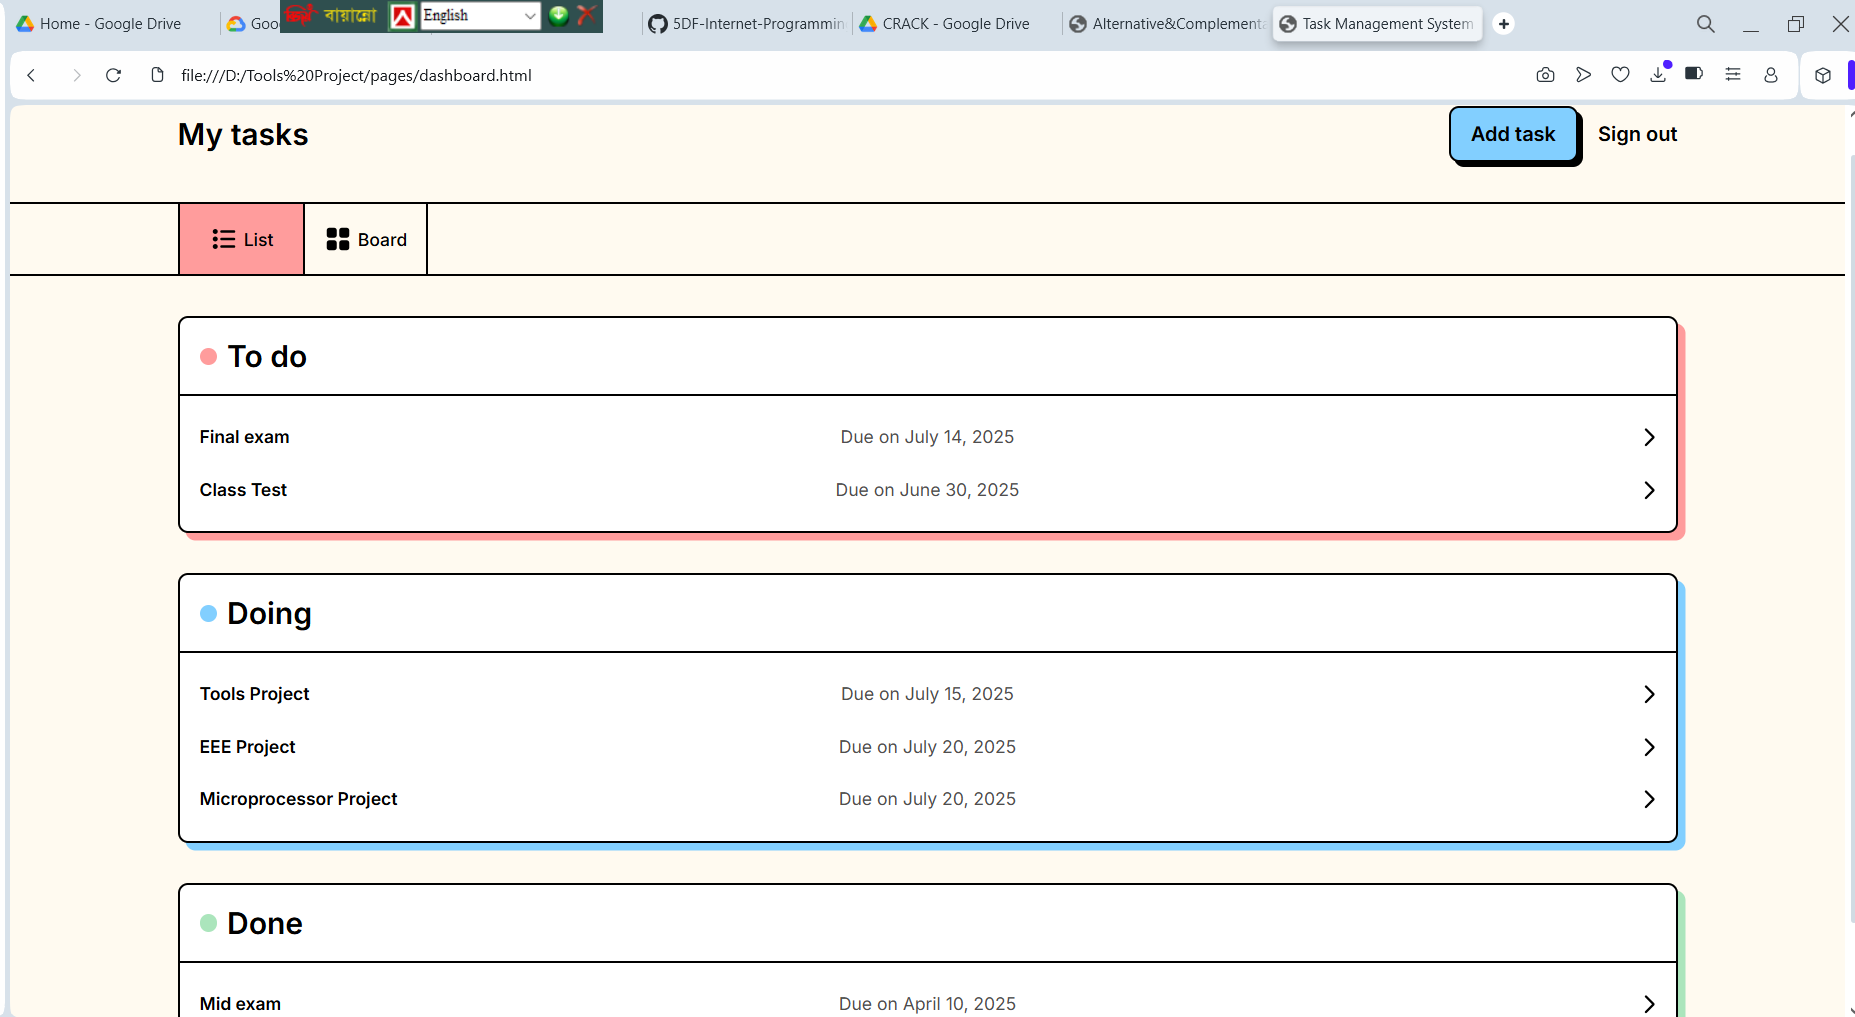 Home - Google Drive
Goo
বায়ান্নো
English
5DF-Internet-Programmin
CRACK - Google Drive
Alternative&Complementa
Task Management System
file:///D:/Tools%20Project/pages/dashboard.html
My tasks
Add task
Sign out
List
Board
To do
Final exam
Due on July 14, 2025
Class Test
Due on June 30, 2025
Doing
Tools Project
Due on July 15, 2025
EEE Project
Due on July 20, 2025
Microprocessor Project
Due on July 20, 2025
Done
Mid exam
Due on April 10, 2025